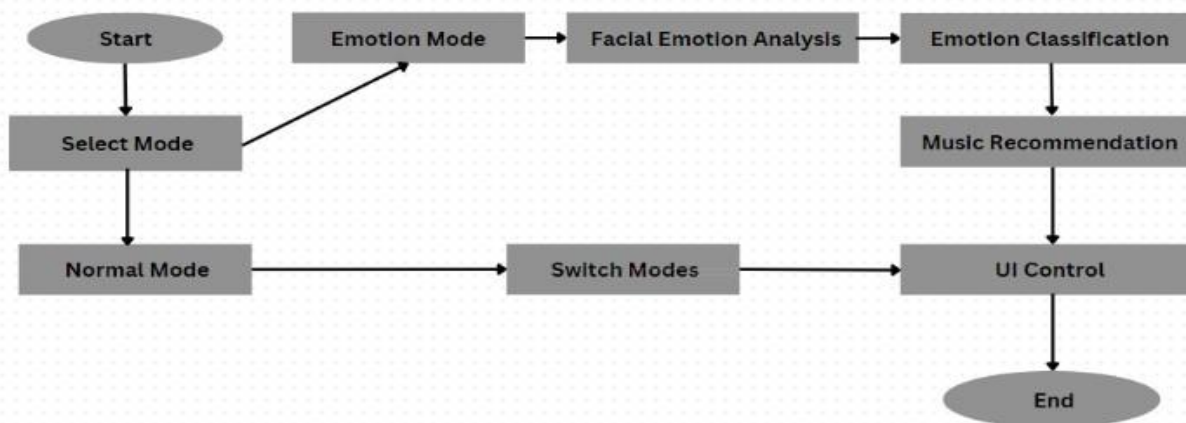 Start
Emotion Mode
Facial Emotion Analysis
Emotion Classification
Select Mode
Music Recommendation
Normal Mode
Switch Modes
UI Control
End